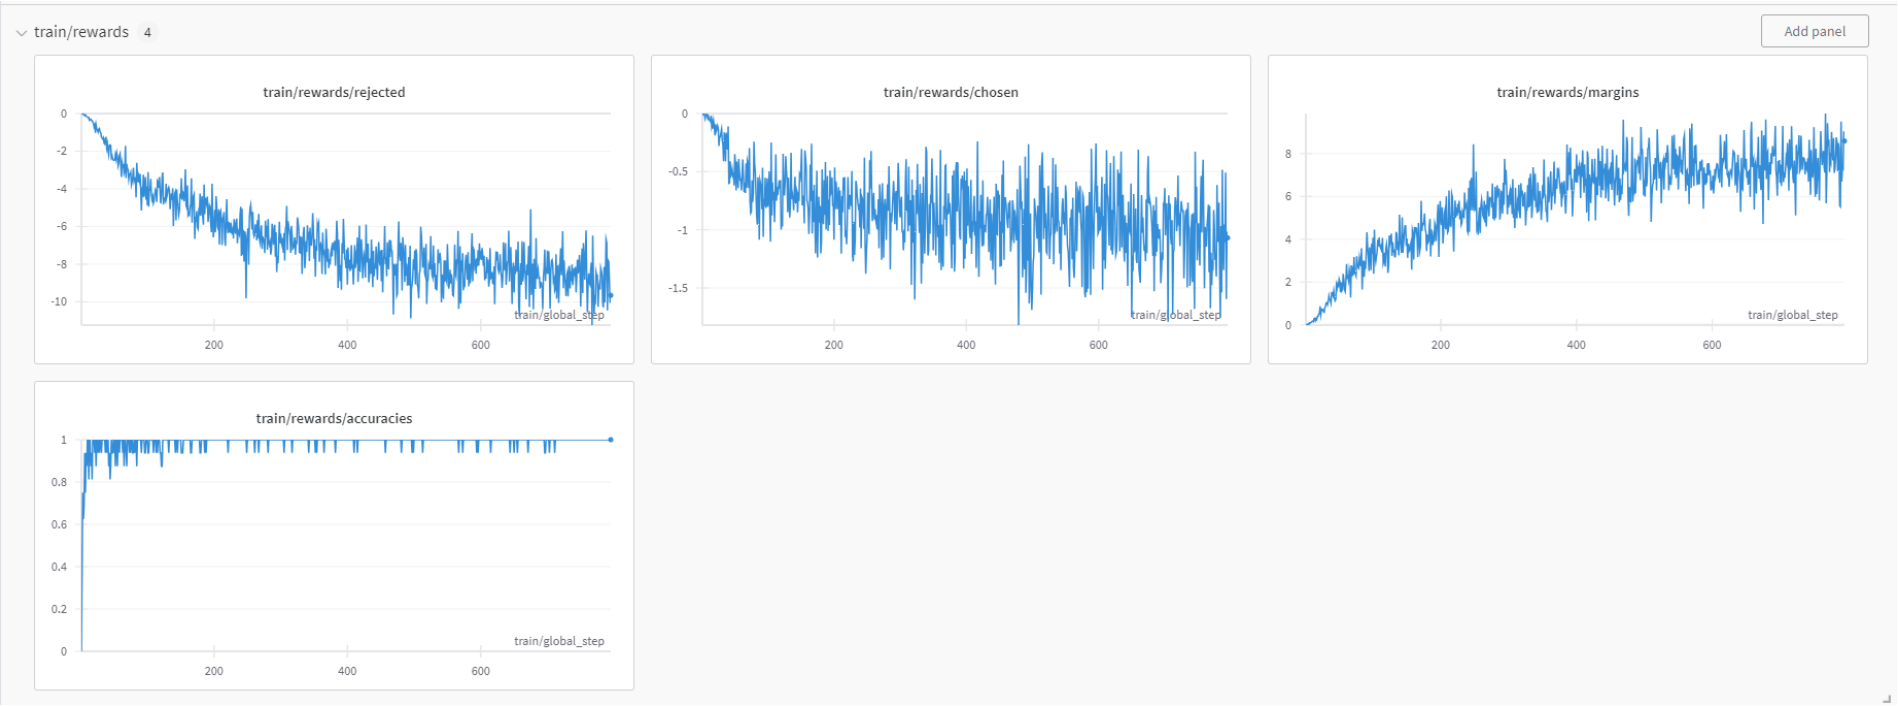 train/rewards 4
Add panel
train/rewards/rejected
0
-2
-4
-6
-8
-10
train/global_step
200 400 600
train/rewards/chosen
0
-0.5
-1
-1.5
train/global_step
200 400 600
train/rewards/margins
8
6
4
2
0
train/global_step
200 400 600
train/rewards/accuracies
1
0.8
0.6
0.4
0.2
0
train/global_step
200 400 600